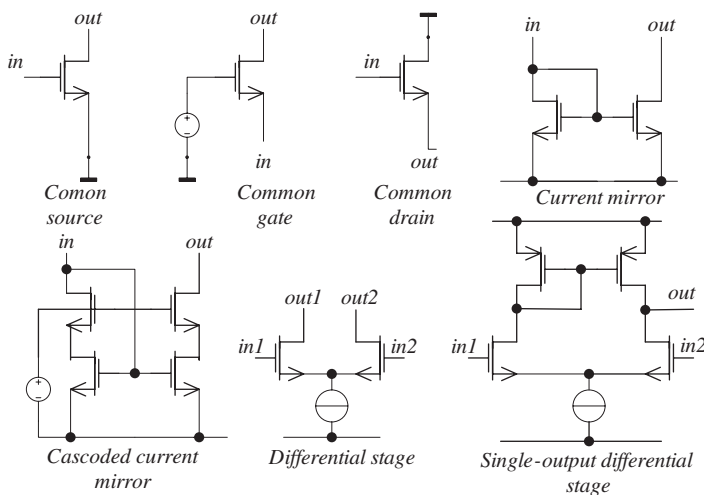 out
out
in
out
in
in
in
out
in
out
Comon
source
Common
gate
Common
drain
Current mirror
in
out
out1
out2
in1
in2
out
in1
in2
Cascoded current
mirror
Differential stage
Single-output differential
stage